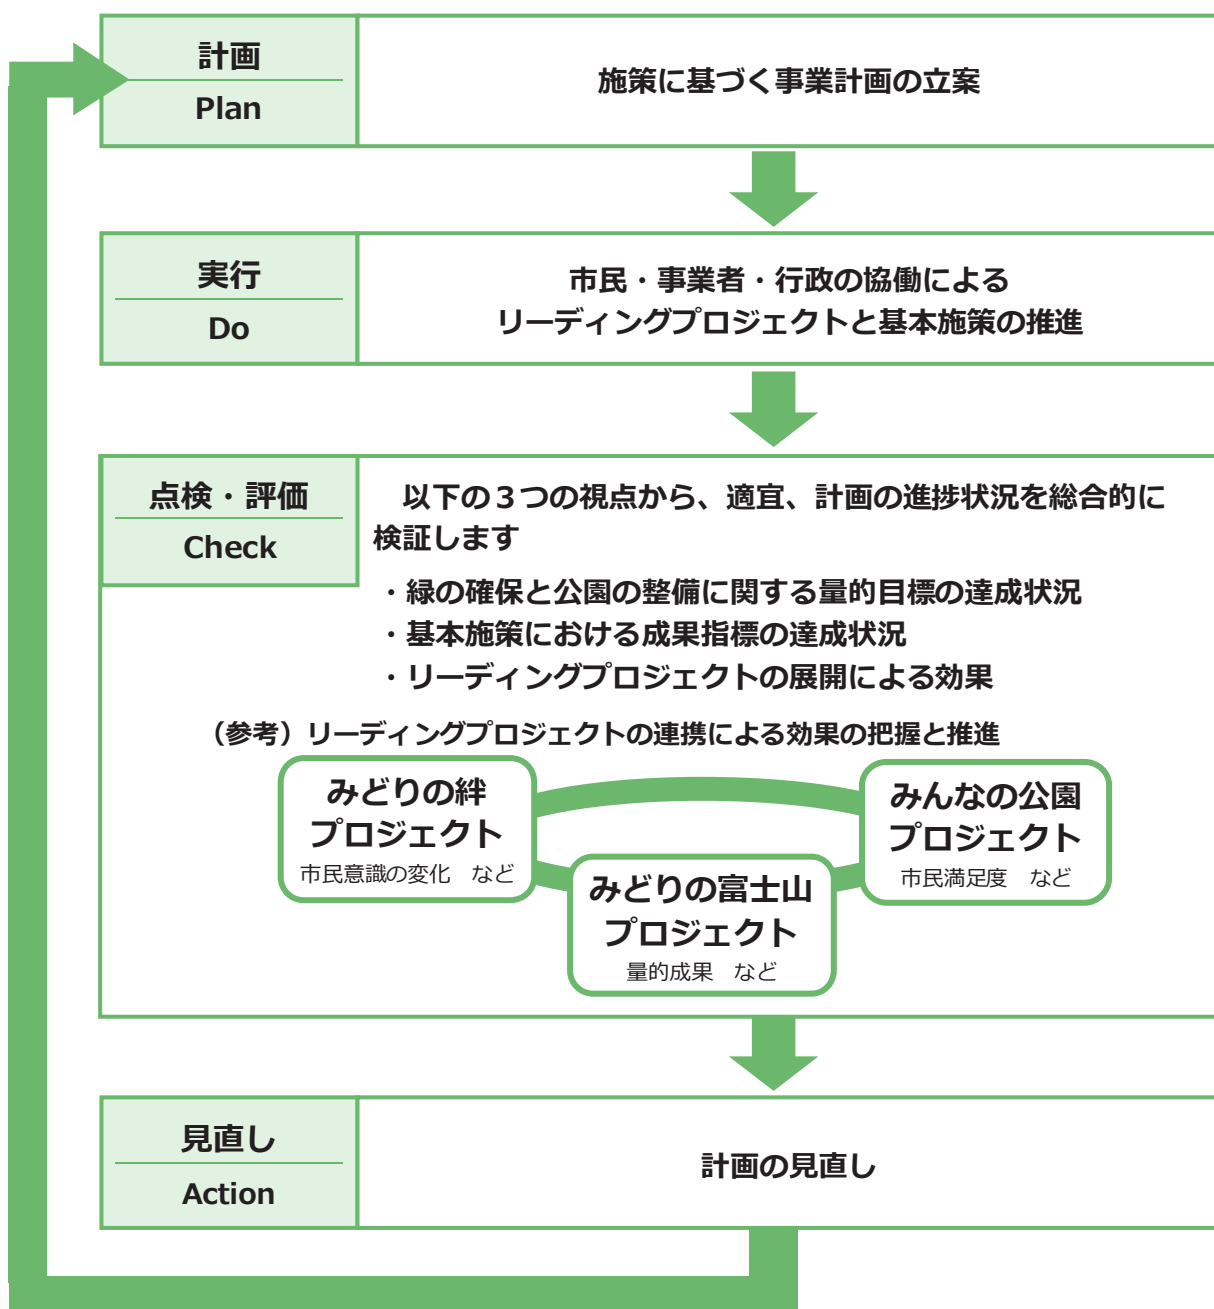 計画
Plan
施策に基づく事業計画の立案
実行
Do
市民・事業者・行政の協働による
リーディングプロジェクトと基本施策の推進
点検・評価
Check
以下の３つの視点から、適宜、計画の進捗状況を総合的に
検証します
・緑の確保と公園の整備に関する量的目標の達成状況
・基本施策における成果指標の達成状況
・リーディングプロジェクトの展開による効果
（参考）リーディングプロジェクトの連携による効果の把握と推進
みどりの絆
プロジェクト
市民意識の変化　など
みんなの公園
プロジェクト
市民満足度　など
みどりの富士山
プロジェクト
量的成果　など
見直し
Action
計画の見直し